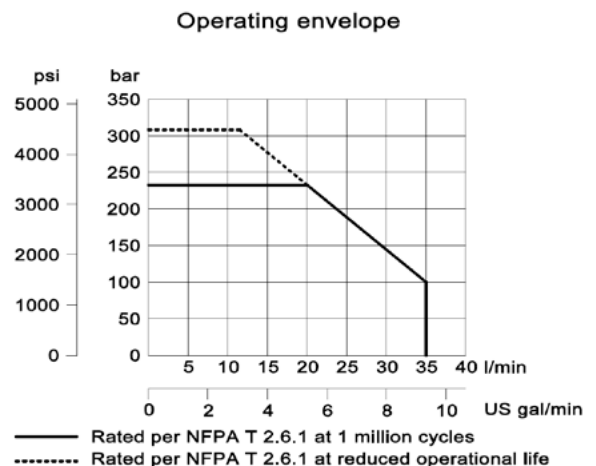 Operating envelope
psi bar
5000 350
300
4000
250
3000 200
150
2000
100
1000
50
0 0
5 10 15 20 25 30 35 40 l/min
0 2 4 6 8 10 US gal/min
Rated per NFPA T 2.6.1 at 1 million cycles
Rated per NFPA T 2.6.1 at reduced operational life